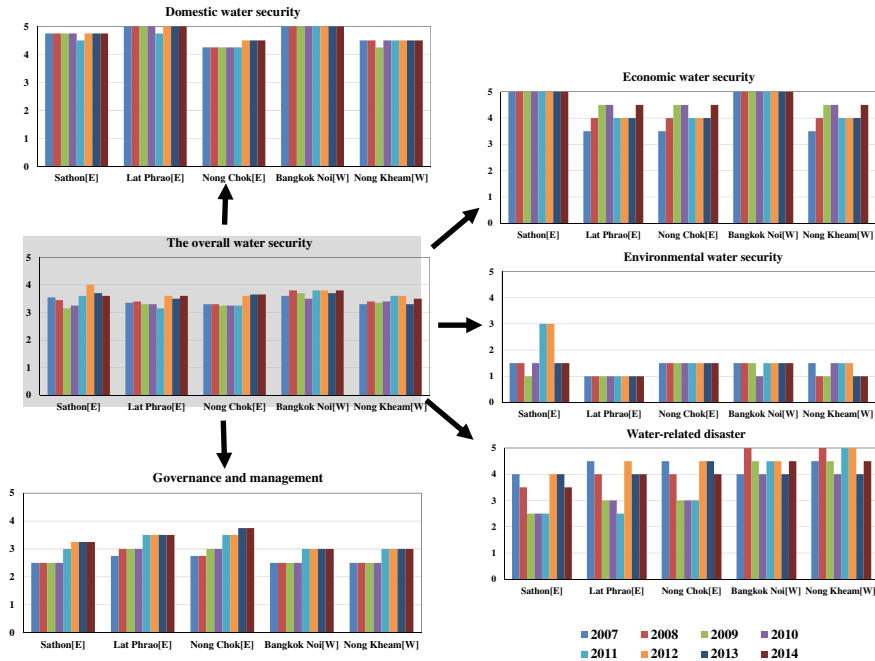 Domestic water security
5
4
3
2
1
0
Sathon[E] Lat Phrao[E] Nong Chok[E] Bangkok Noi[W] Nong Kheam[W]
Economic water security
5
4
3
2
1
0
Sathon[E] Lat Phrao[E] Nong Chok[E] Bangkok Noi[W] Nong Kheam[W]
The overall water security
5
4
3
2
1
0
Sathon[E] Lat Phrao[E] Nong Chok[E] Bangkok Noi[W] Nong Kheam[W]
Environmental water security
5
4
3
2
1
0
Sathon[E] Lat Phrao[E] Nong Chok[E] Bangkok Noi[W] Nong Kheam[W]
Water-related disaster
5
4
3
2
1
0
Sathon[E] Lat Phrao[E] Nong Chok[E] Bangkok Noi[W] Nong Kheam[W]
Governance and management
5
4
3
2
1
0
Sathon[E] Lat Phrao[E] Nong Chok[E] Bangkok Noi[W] Nong Kheam[W]
2007 2008 2009 2010
2011 2012 2013 2014